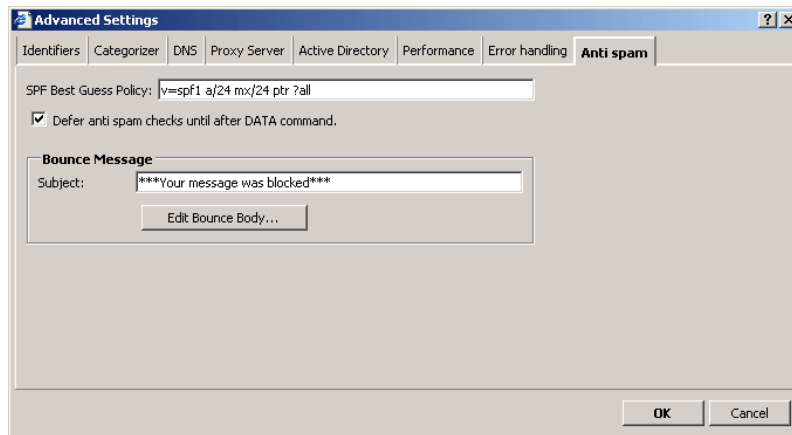 Advanced Settings
Identifiers Categorizer DNS Proxy Server Active Directory Performance Error handling Anti spam
SPF Best Guess Policy: v=spf1 a/24 mx/24 ptr ?all
Defer anti spam checks until after DATA command.
Bounce Message
Subject: ***Your message was blocked***
Edit Bounce Body...
OK Cancel